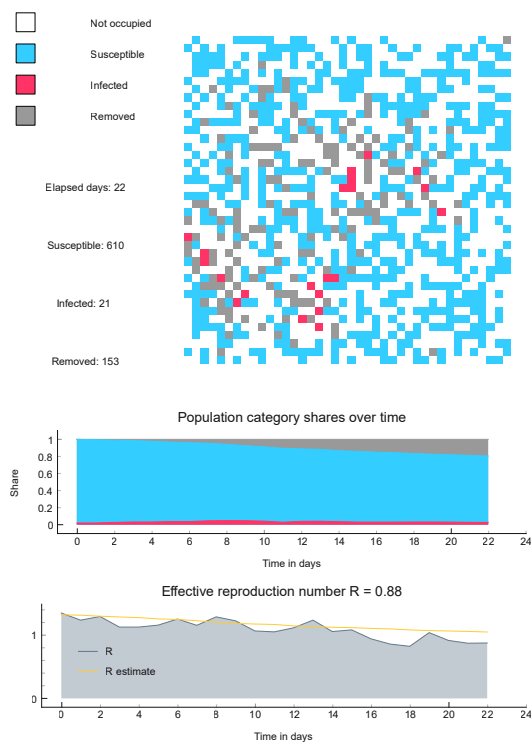 Not occupied
Susceptible
Infected
Removed
Elapsed days: 22
Susceptible: 610
Infected: 21
Removed: 153
Population category shares over time
1
0.8
0.6
0.4
0.2
0
Share
0 2 4 6 8 10 12 14 16 18 20 22 24
Time in days
Effective reproduction number R = 0.88
1
0
R
R estimate
0 2 4 6 8 10 12 14 16 18 20 22 24
Time in days